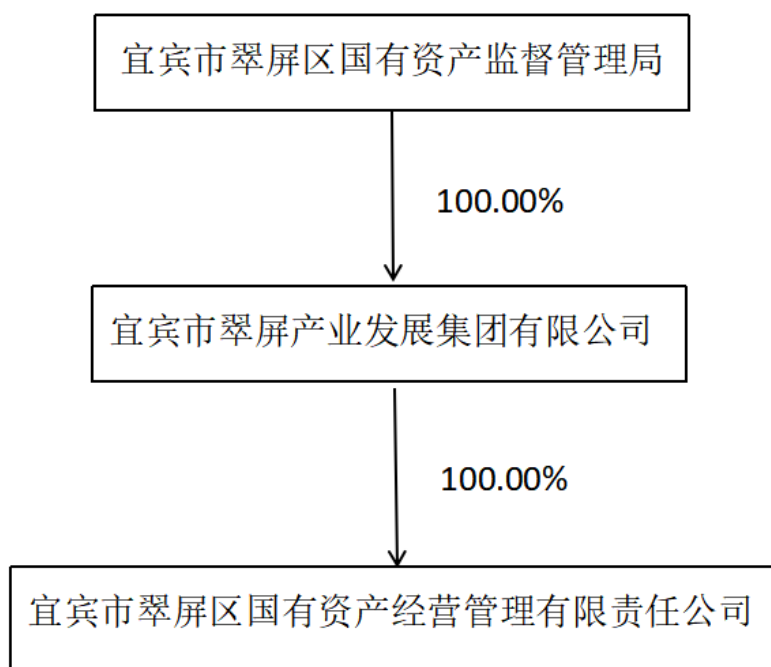 宜宾市翠屏区国有资产监督管理局
100.00%
宜宾市翠屏产业发展集团有限公司
100.00%
宜宾市翠屏区国有资产经营管理有限责任公司